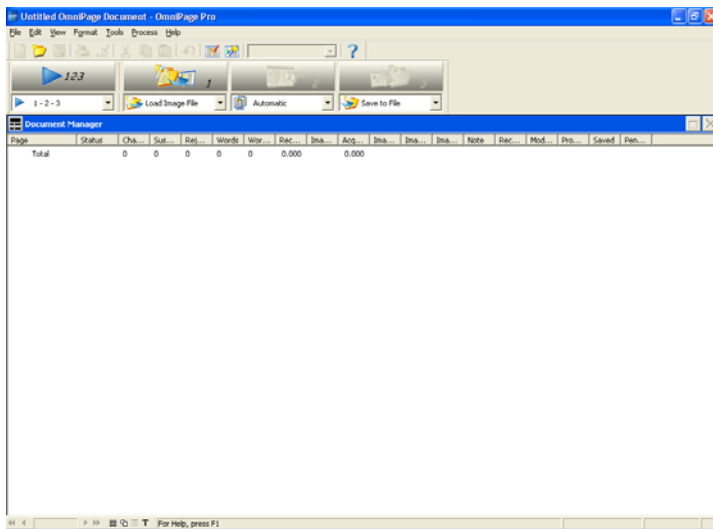 Untitled OmniPage Document - OmniPage Pro
File Edit View Format Tools Process Help
123 1 2 3
1 - 2 - 3 Load Image File Automatic Save to File
Document Manager
Page Status Cha... Sus... Rej... Words Wor... Rec... Ima... Acq... Ima... Ima... Ima... Note Rec... Mod... Pro... Saved Pen...
Total 0 0 0 0 0 0.000 0.000
For Help, press F1